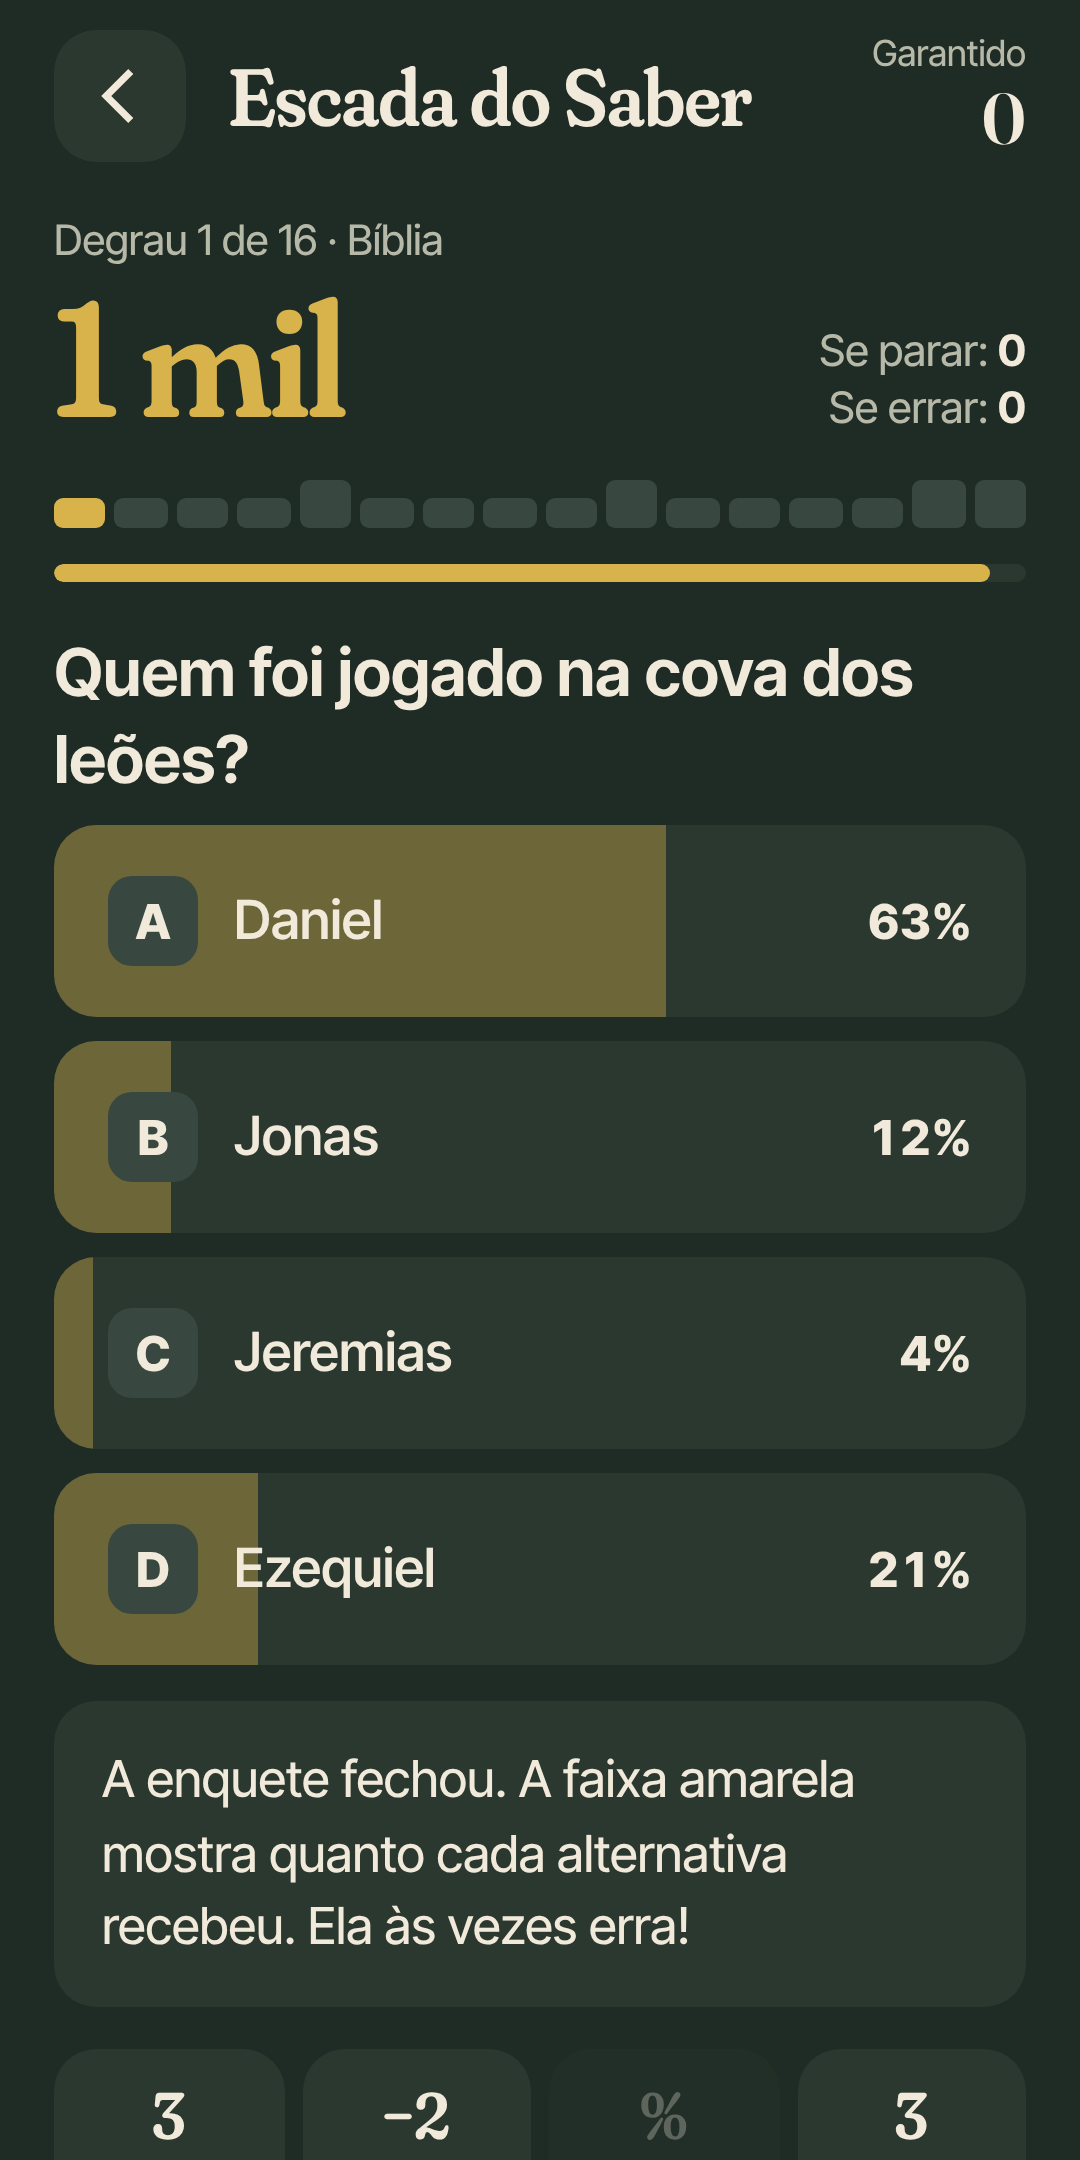 Escada do Saber
Garantido
0
Degrau 1 de 16 · Bíblia
1 mil
Se parar: 0
Se errar: 0
Quem foi jogado na cova dos
leões?
A Daniel 63%
B Jonas 12%
C Jeremias 4%
D Ezequiel 21%
A enquete fechou. A faixa amarela
mostra quanto cada alternativa
recebeu. Ela às vezes erra!
3 −2 % 3